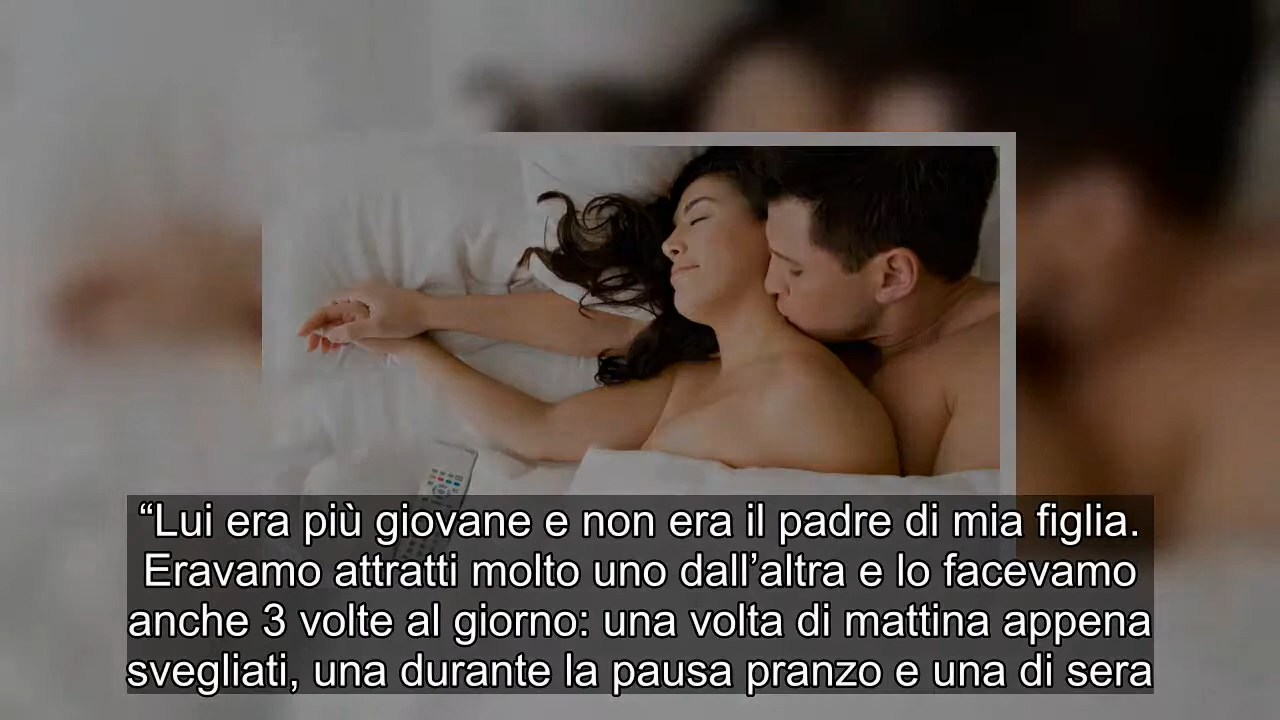 “Lui era più giovane e non era il padre di mia figlia.
Eravamo attratti molto uno dall’altra e lo facevamo
anche 3 volte al giorno: una volta di mattina appena
svegliati, una durante la pausa pranzo e una di sera